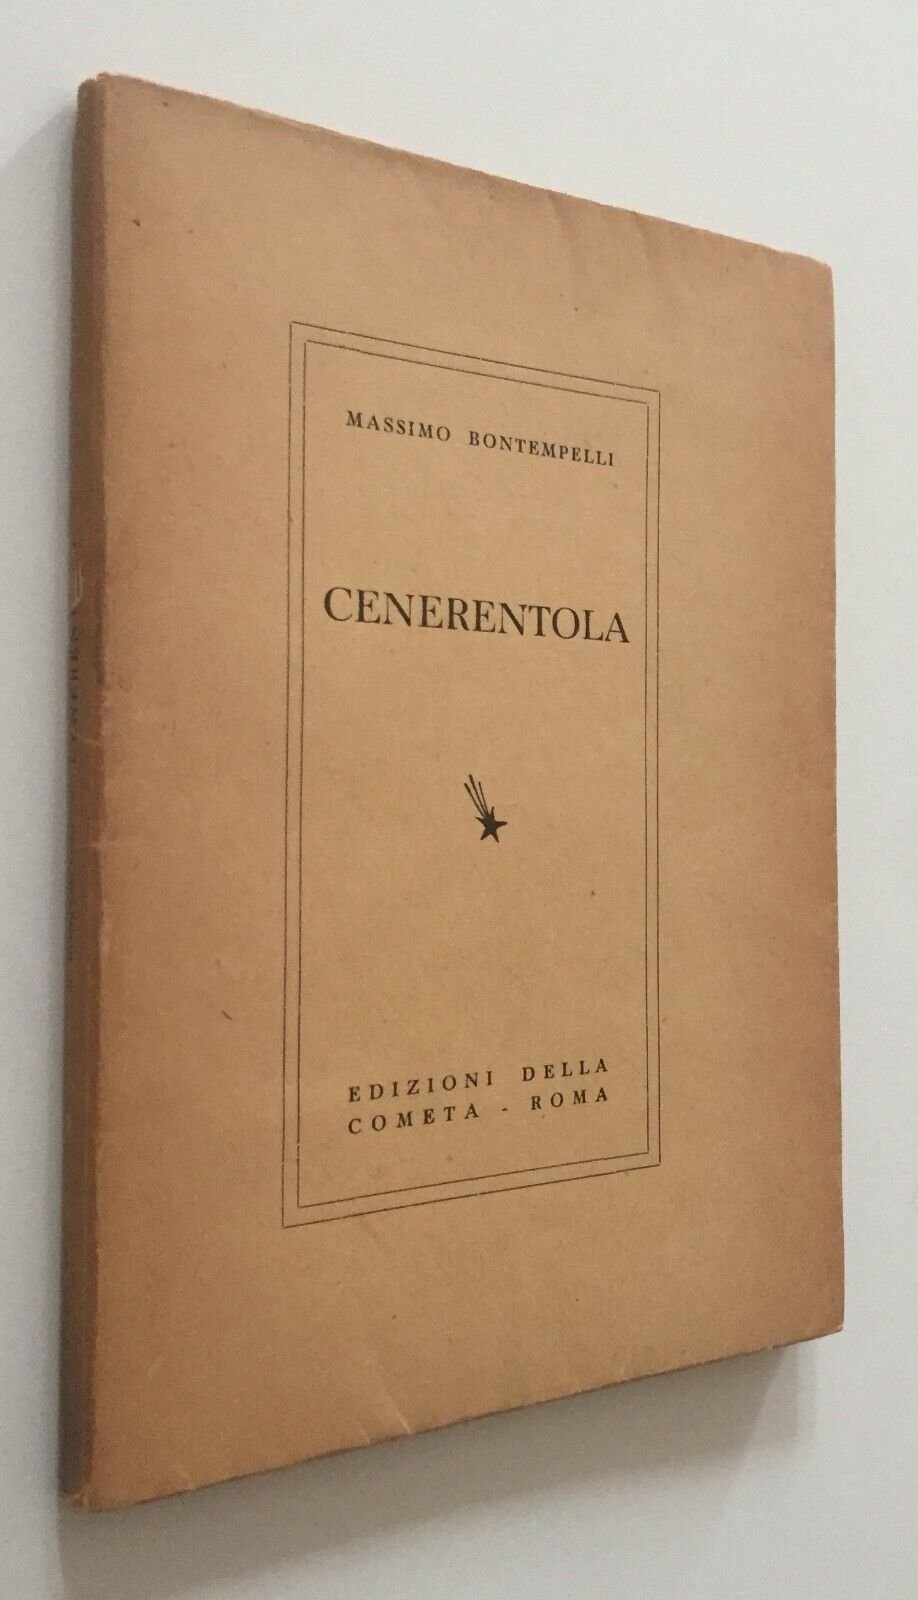 MASSIMO BONTEMPELLI
CENERENTOLA
EDIZIONI DELLA
COMETA - ROMA